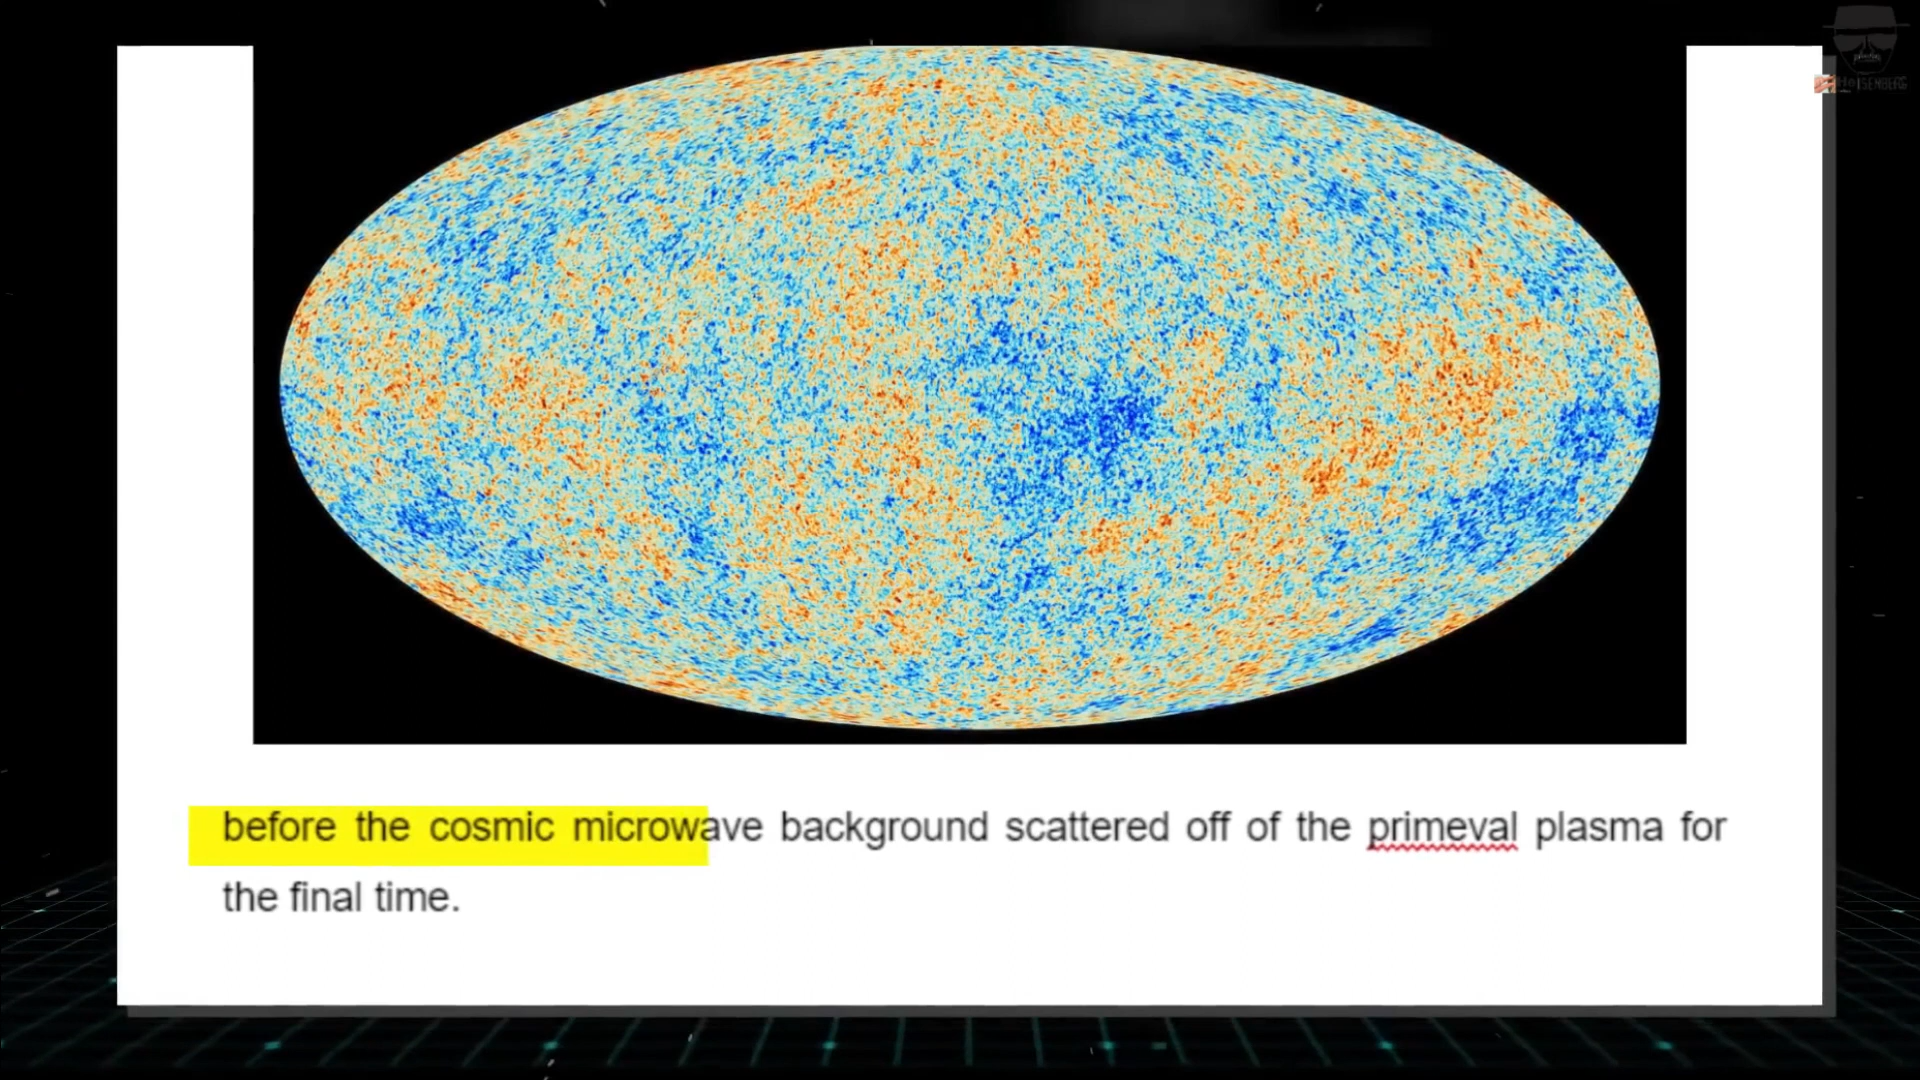 before the cosmic microwave background scattered off of the primeval plasma for
the final time.